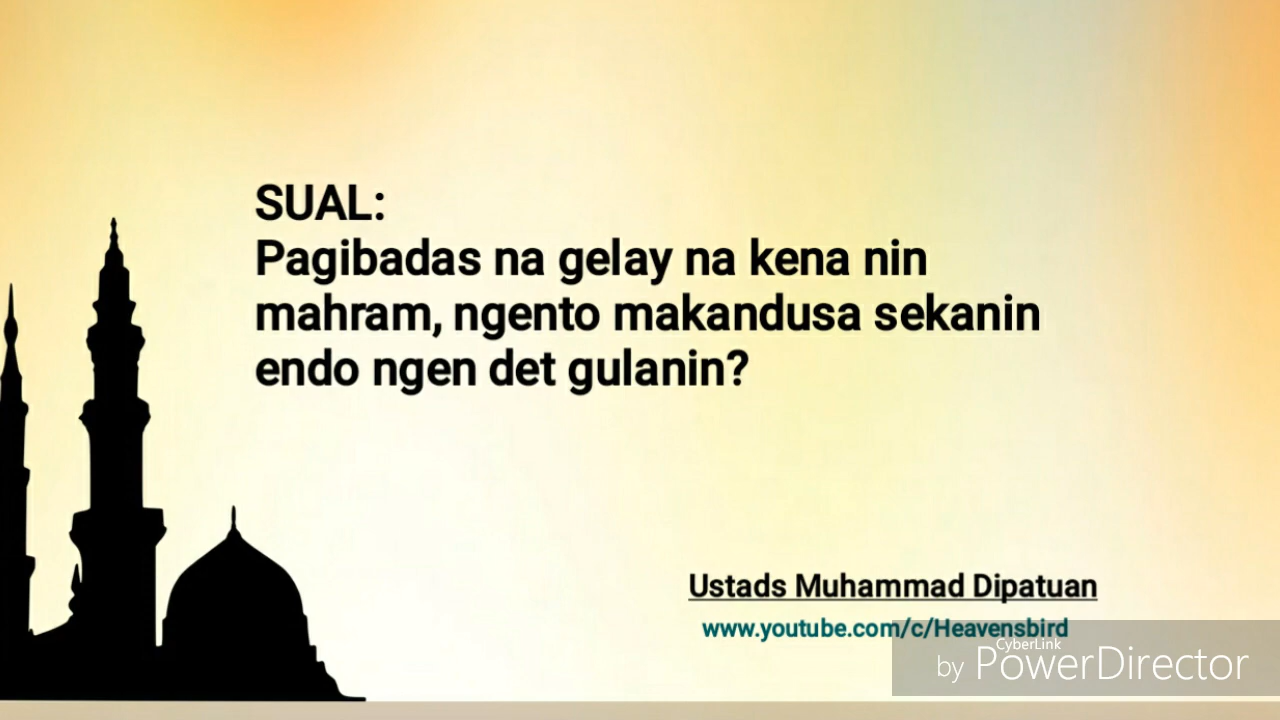 SUAL:
Pagibadas na gelay na kena nin
mahram, ngento makandusa sekanin
endo ngen det gulanin?
Ustads Muhammad Dipatuan
www.youtube.com/c/Heavensbird
CyberLink
by PowerDirector